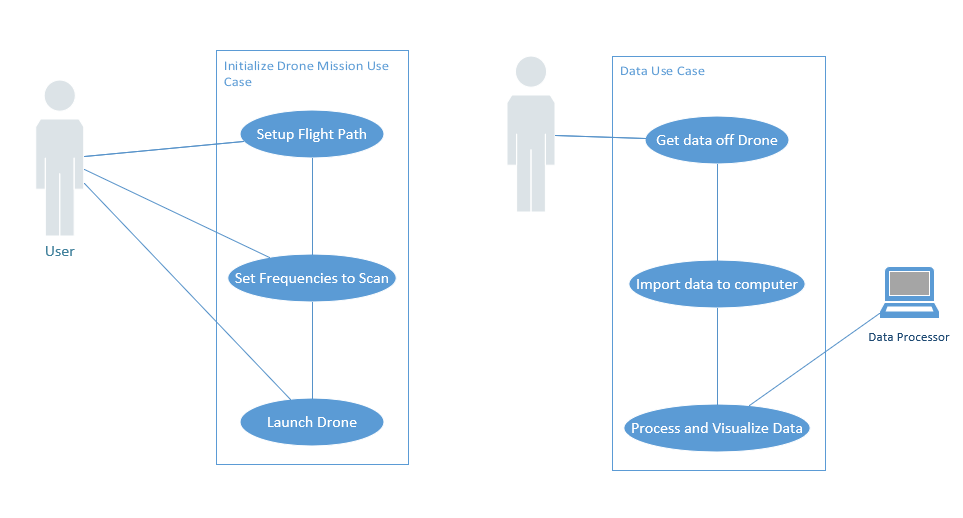 Initialize Drone Mission Use
Case
Setup Flight Path
User
Set Frequencies to Scan
Launch Drone
Data Use Case
Get data off Drone
Import data to computer
Data Processor
Process and Visualize Data